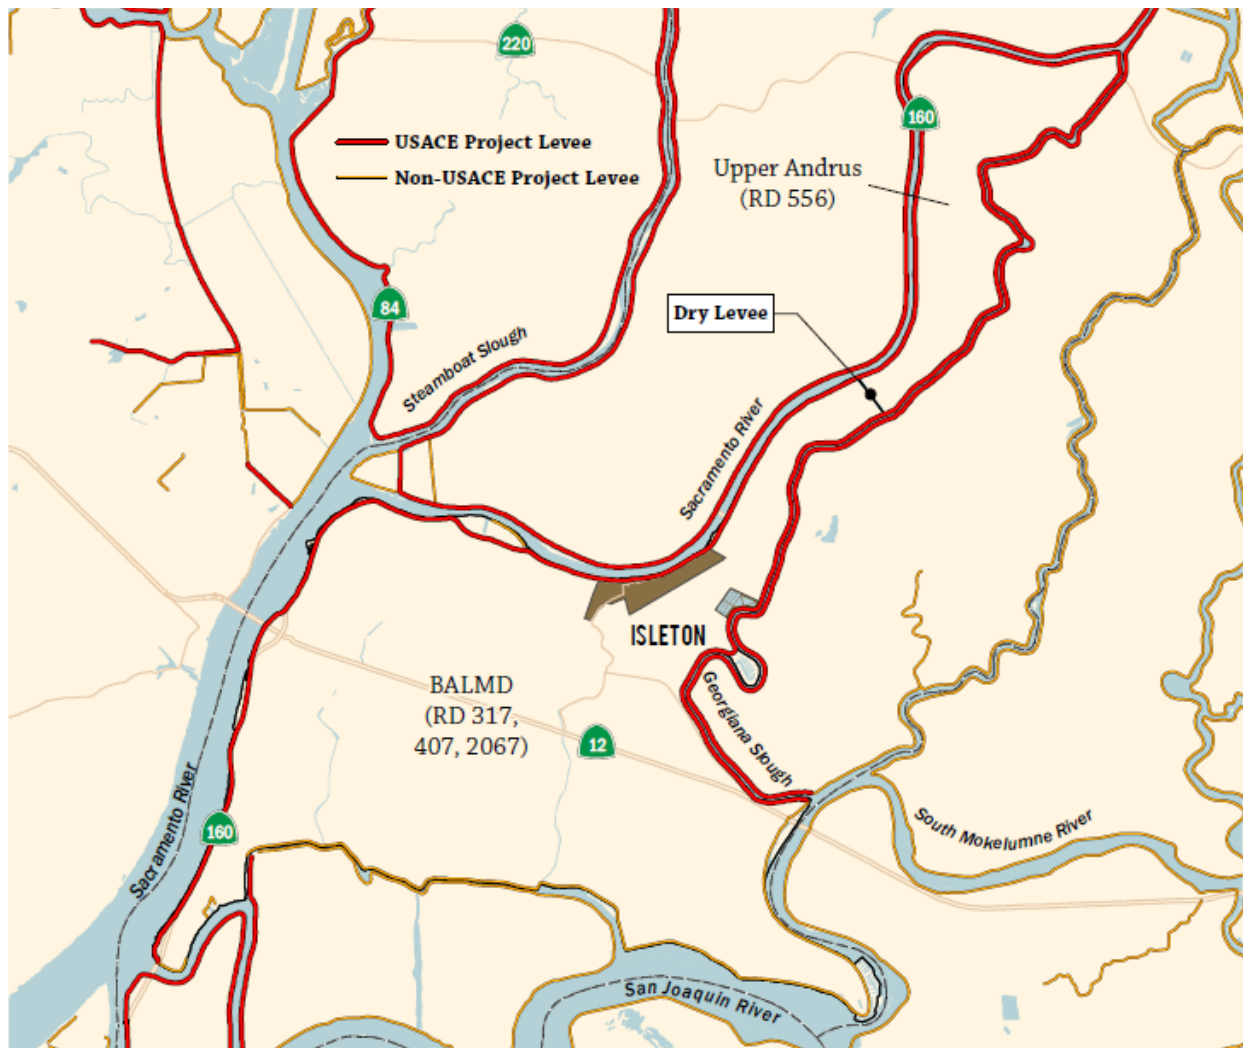 220
USACE Project Levee
Non-USACE Project Levee
160
Upper Andrus
(RD 556)
84
Dry Levee
Steamboat Slough
Sacramento River
ISLETON
BALMD
(RD 317,
407, 2067)
12
Georgiana Slough
Sacramento River
160
South Mokelumne River
San Joaquin River